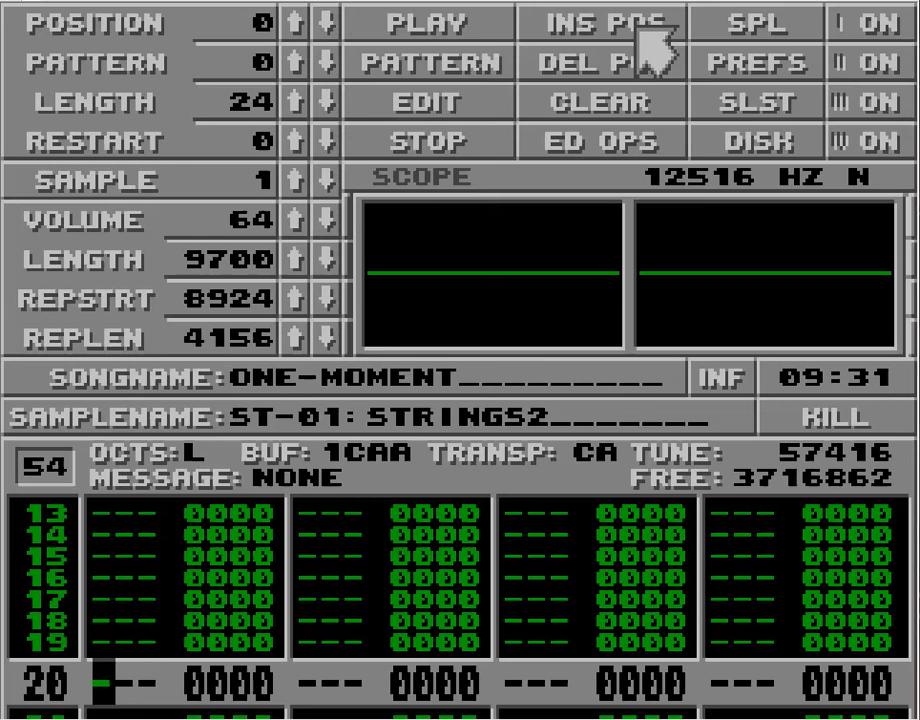 POSITION 0 PLAY INS POS SPL I ON
PATTERN 0 PATTERN DEL P II ON PREFS
LENGTH 24 EDIT CLEAR SLST III ON
RESTART 0 STOP ED OPS DISK IV ON
SAMPLE 1 SCOPE 12516 HZ N
VOLUME 64
LENGTH 9700
REPSTRT 8924
REPLEN 4156
SONGNAME:ONE-MOMENT_________ INF 09:31
SAMPLENAME:ST-01:STRINGS2_______ KILL
54 OCTS:L BUF: 1CAA TRANSP: CA TUNE: 57416
MESSAGE: NONE FREE: 3716862
13 --- 0000 --- 0000 --- 0000 --- 0000
14 --- 0000 --- 0000 --- 0000 --- 0000
15 --- 0000 --- 0000 --- 0000 --- 0000
16 --- 0000 --- 0000 --- 0000 --- 0000
17 --- 0000 --- 0000 --- 0000 --- 0000
18 --- 0000 --- 0000 --- 0000 --- 0000
19 --- 0000 --- 0000 --- 0000 --- 0000
20 --- 0000 --- 0000 --- 0000 --- 0000